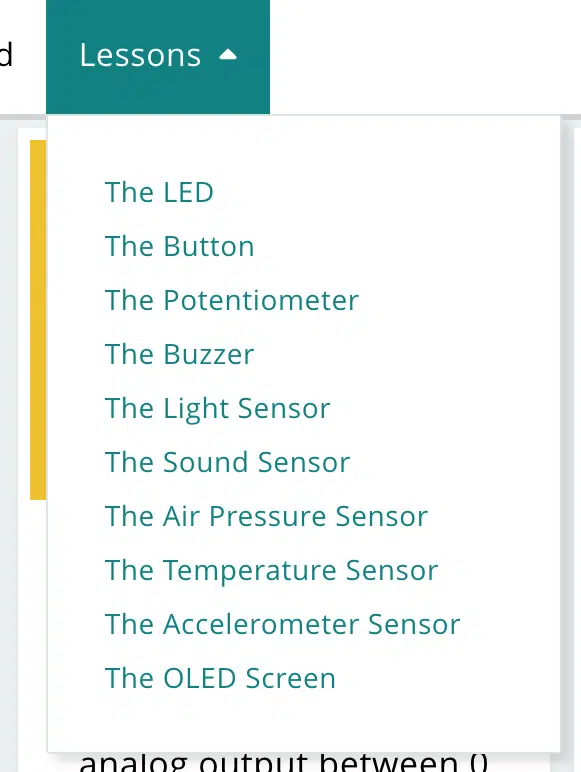 d
Lessons
The LED
The Button
The Potentiometer
The Buzzer
The Light Sensor
The Sound Sensor
The Air Pressure Sensor
The Temperature Sensor
The Accelerometer Sensor
The OLED Screen
analog output between 0